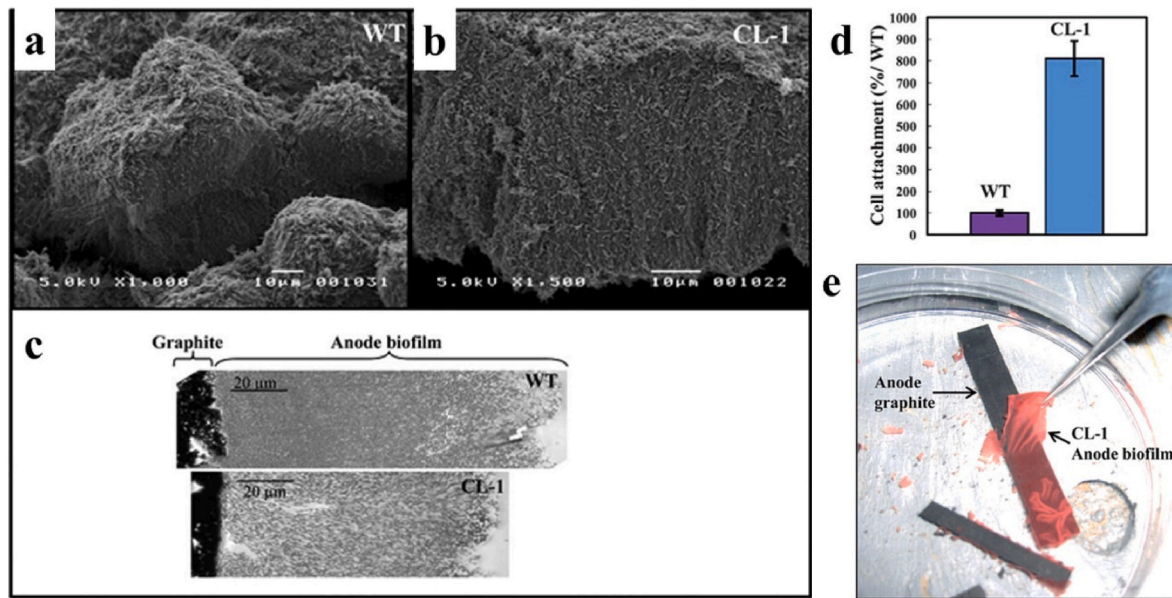 a
WT
5.0kV X1,000 10μm 001031
b
CL-1
5.0kV X1,500 10μm 001022
c
Graphite
Anode biofilm
20 μm
WT
20 μm
CL-1
d
Cell attachment (%/ WT)
1000
900
800
700
600
500
400
300
200
100
0
CL-1
WT
e
Anode
graphite
CL-1
Anode biofilm